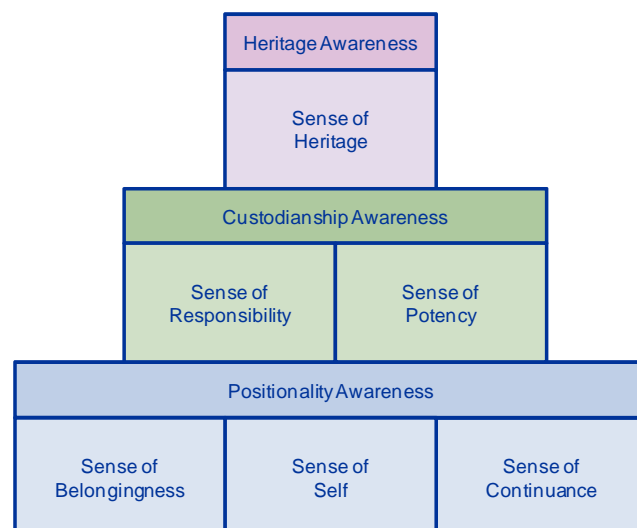 Heritage Awareness
Sense of
Heritage
Custodianship Awareness
Sense of
Responsibility
Sense of
Potency
Positionality Awareness
Sense of
Belongingness
Sense of
Self
Sense of
Continuance